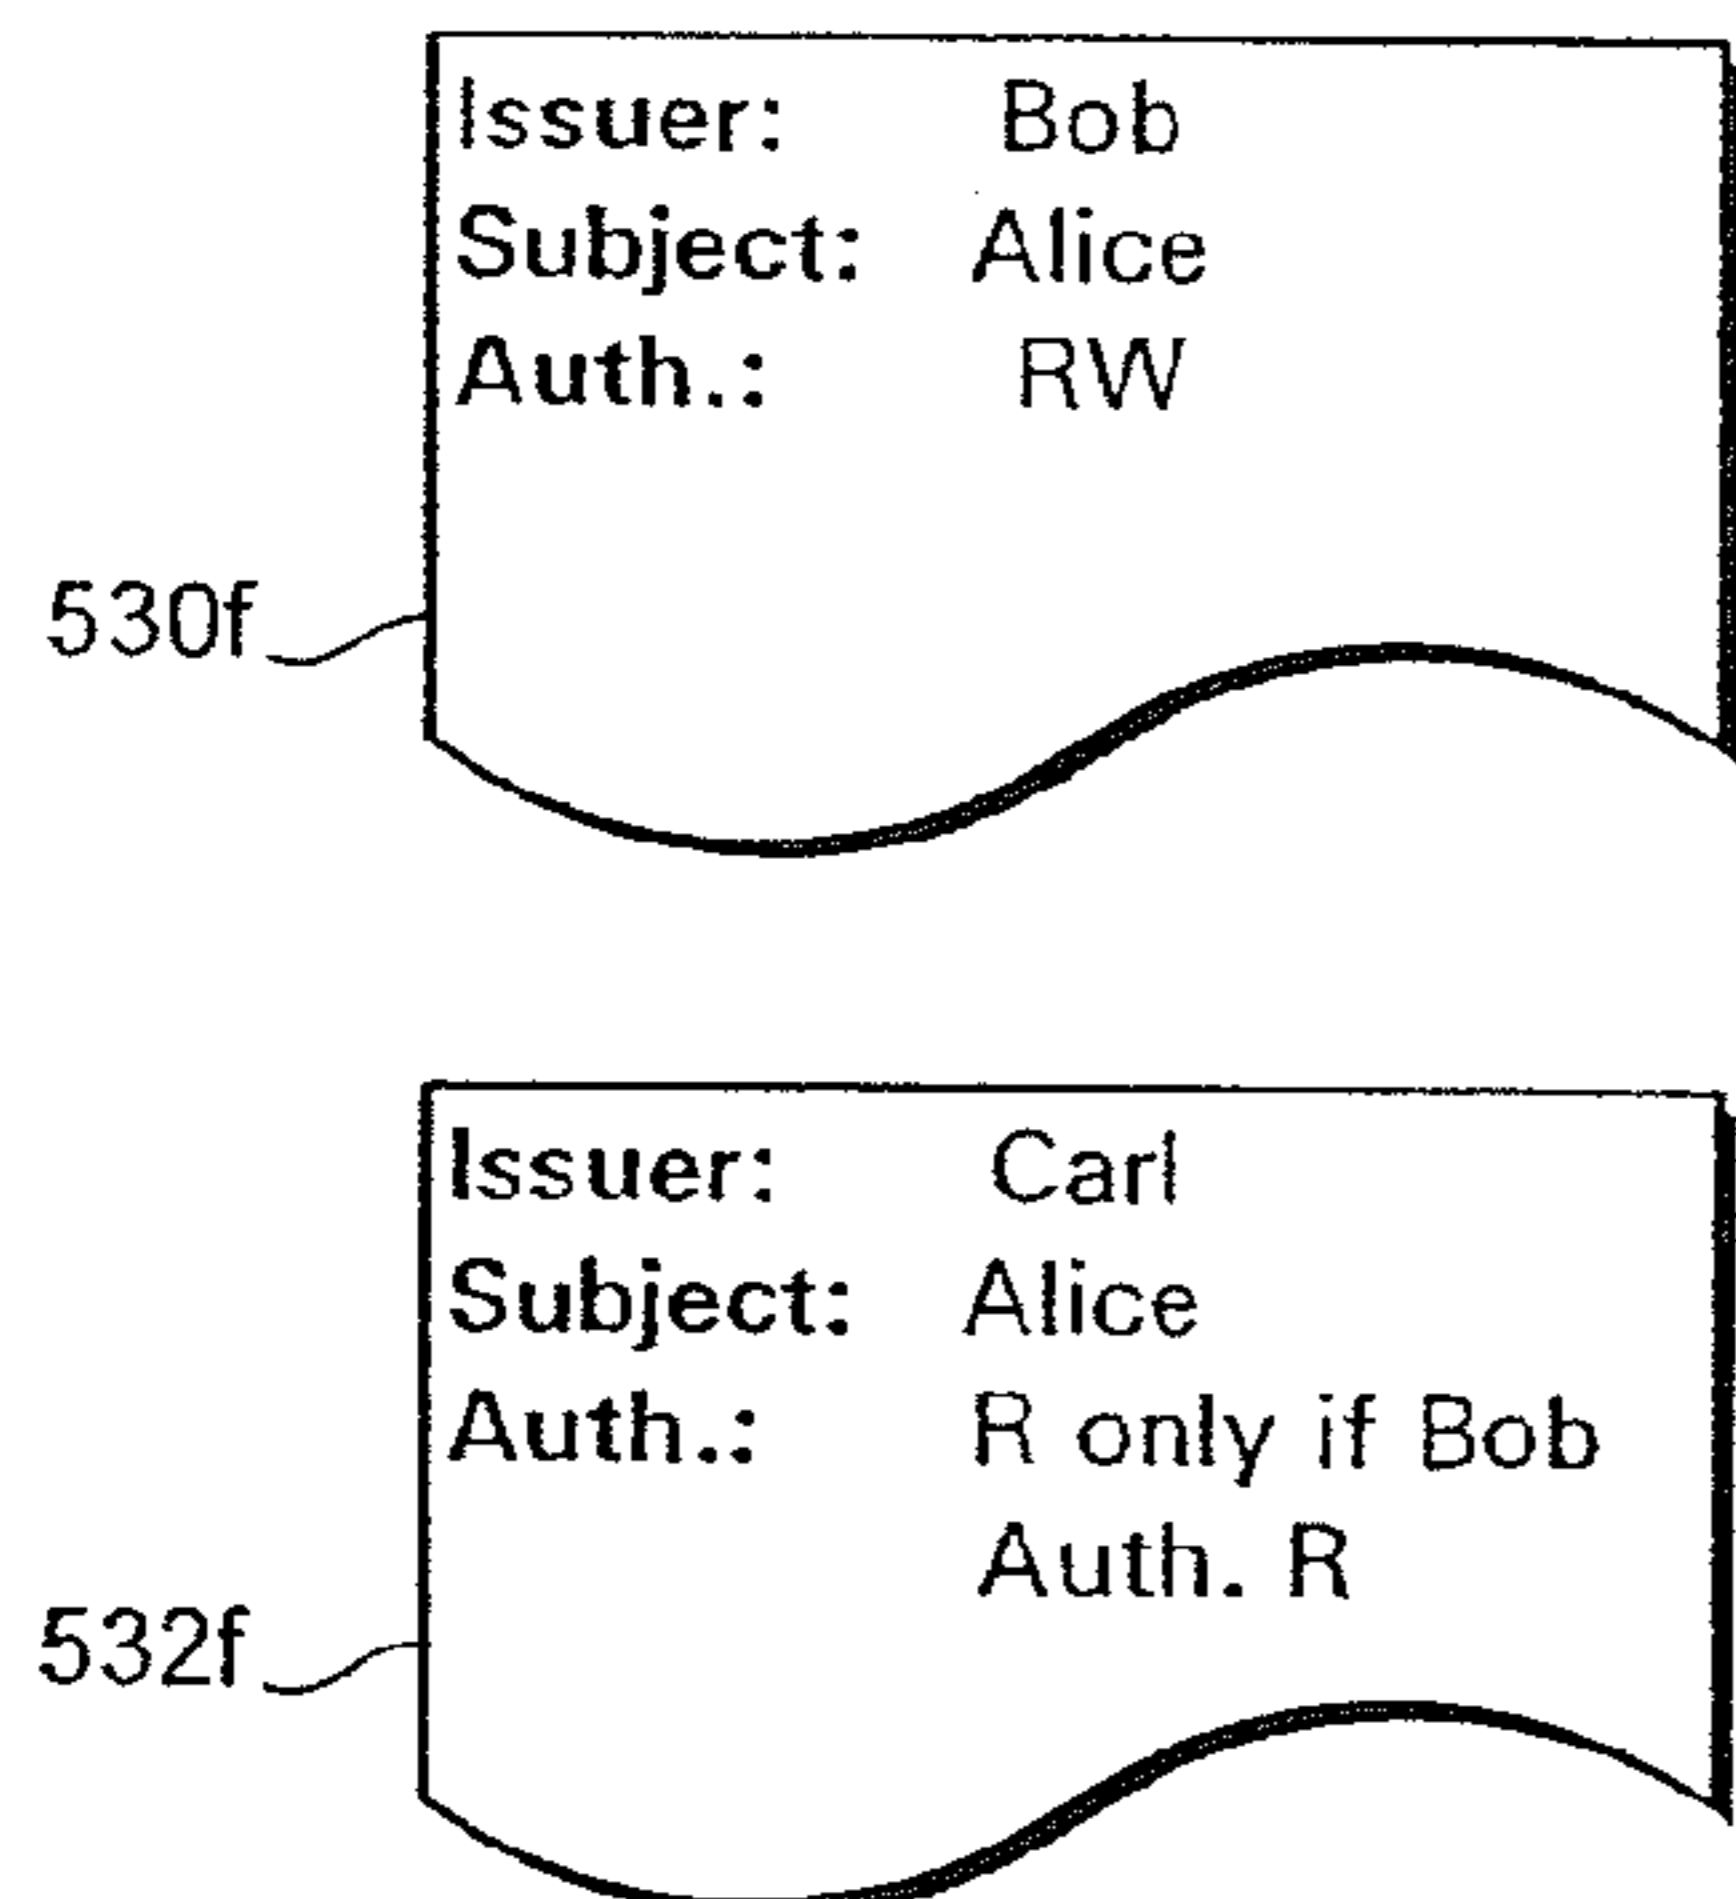 Issuer: Bob
Subject: Alice
Auth.: RW
530f
Issuer: Carl
Subject: Alice
Auth.: R only if Bob
Auth. R
532f